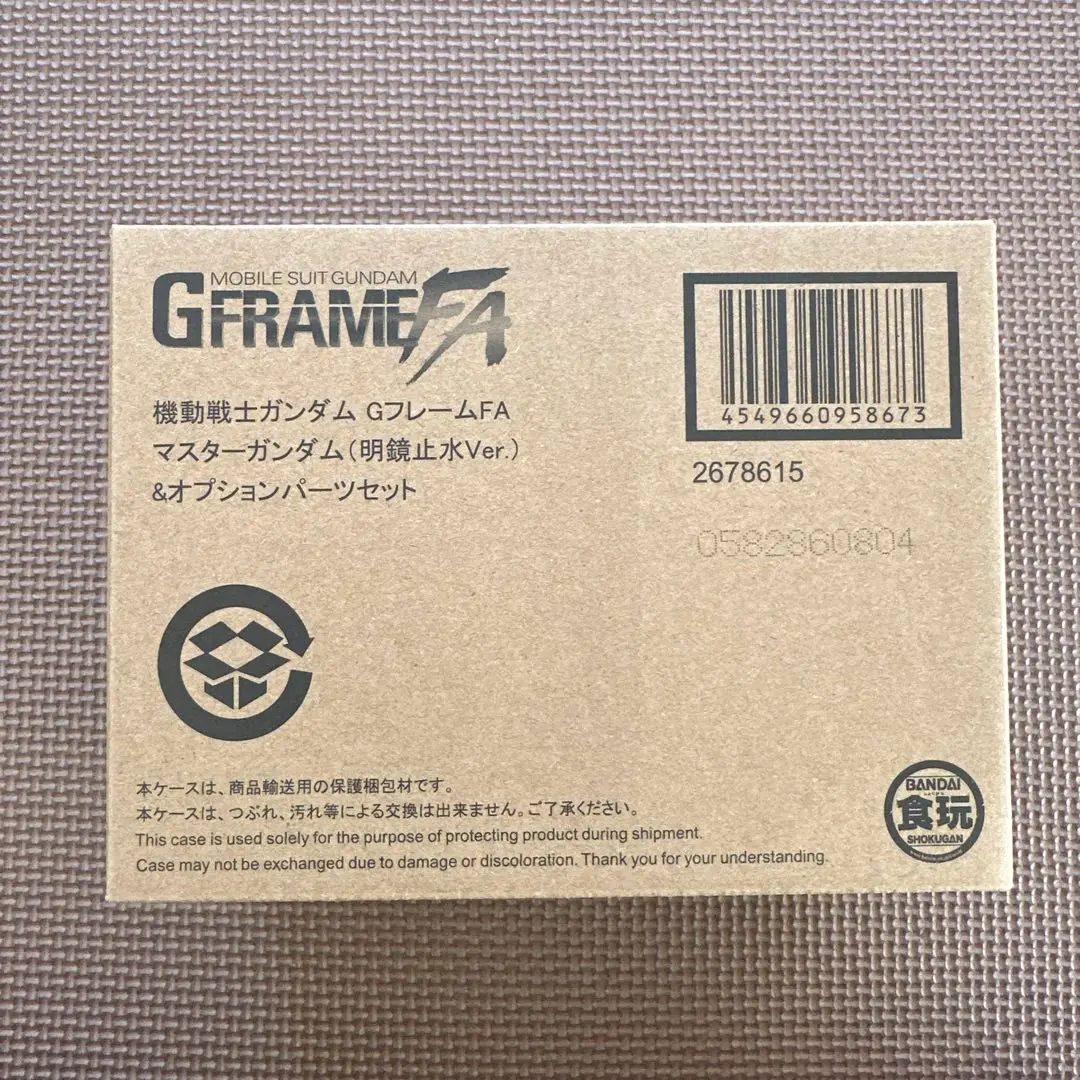 MOBILE SUIT GUNDAM
GFRAMEFA
機動戦士ガンダム GフレームFA
マスターガンダム(明鏡止水Ver.)
&オプションパーツセット
4549660958673
2678615
0582860804
本ケースは、商品輸送用の保護梱包材です。
本ケースは、つぶれ、汚れ等による交換は出来ません。ご了承ください。
This case is used solely for the purpose of protecting product during shipment.
Case may not be exchanged due to damage or discoloration. Thank you for your understanding.
BANDAI
食玩
SHOKUGAN